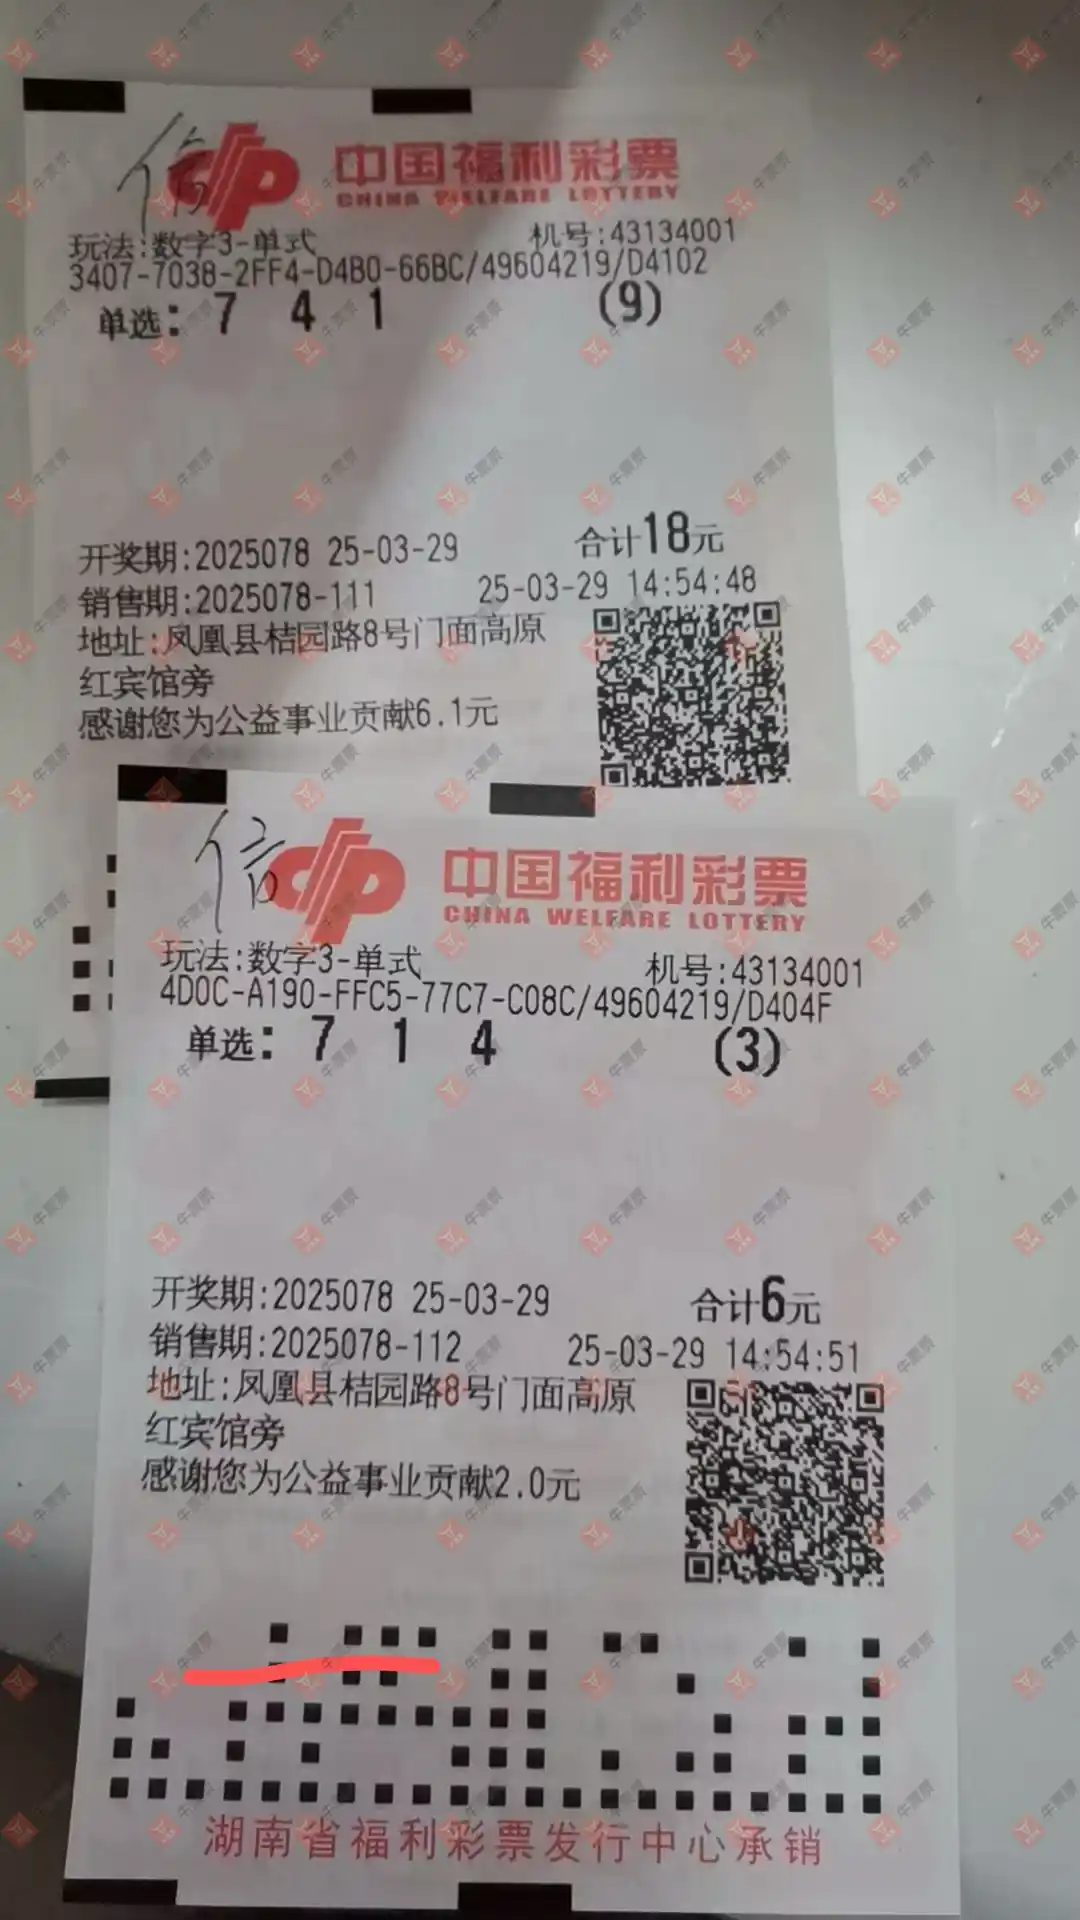 倍
中国福利彩票
CHINA WELFARE LOTTERY
玩法:数字3-单式 机号:43134001
3407-7038-2FF4-D4B0-66BC/49604219/D4102
单选: 7 4 1 (9)
开奖期:2025078 25-03-29 合计18元
销售期:2025078-111 25-03-29 14:54:48
地址:凤凰县桔园路8号门面高原
红宾馆旁
感谢您为公益事业贡献6.1元
倍
中国福利彩票
CHINA WELFARE LOTTERY
玩法:数字3-单式 机号:43134001
4D0C-A190-FFC5-77C7-C08C/49604219/D404F
单选: 7 1 4 (3)
开奖期:2025078 25-03-29 合计6元
销售期:2025078-112 25-03-29 14:54:51
地址:凤凰县桔园路8号门面高原
红宾馆旁
感谢您为公益事业贡献2.0元
湖南省福利彩票发行中心承销
牛票票